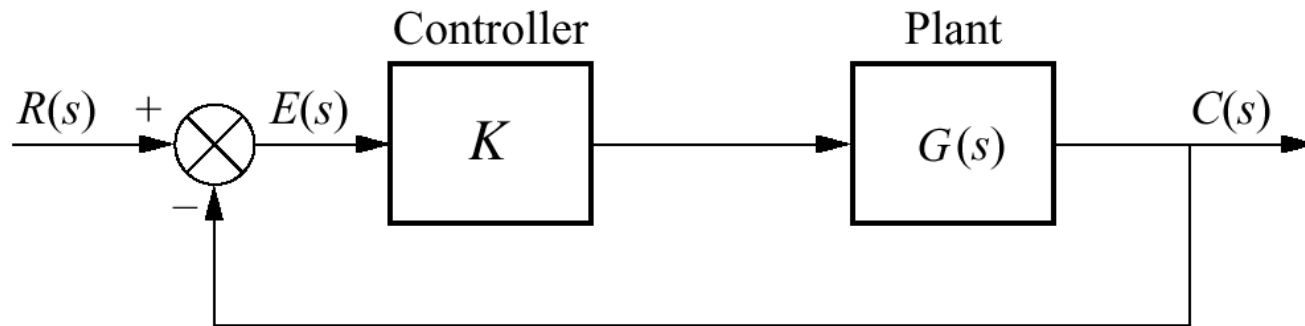 Controller
Plant
R(s)
+
E(s)
K
G(s)
C(s)
−